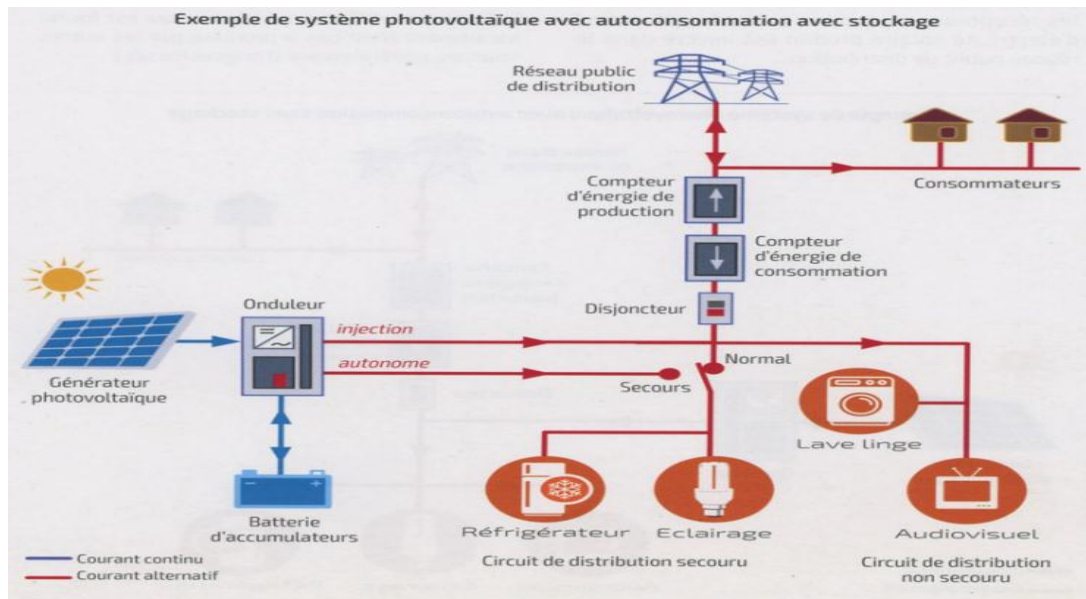 Exemple de système photovoltaïque avec autoconsommation avec stockage
Réseau public
de distribution
Consommateurs
Compteur
d'énergie de
production
Compteur
d'énergie de
consommation
Disjoncteur
Onduleur
injection
autonome
Normal
Secours
Générateur
photovoltaïque
Lave linge
Batterie
d'accumulateurs
Réfrigérateur
Eclairage
Audiovisuel
Circuit de distribution secouru
Circuit de distribution
non secouru
Courant continu
Courant alternatif